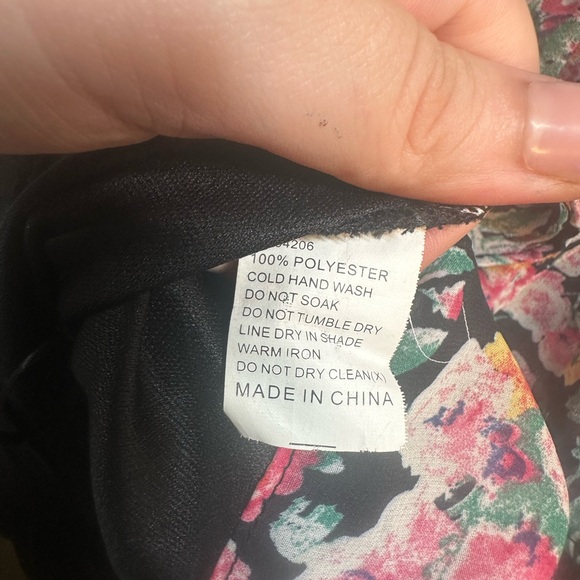 4206
100% POLYESTER
COLD HAND WASH
DO NOT SOAK
DO NOT TUMBLE DRY
LINE DRY IN SHADE
WARM IRON
DO NOT DRY CLEAN(X)
MADE IN CHINA